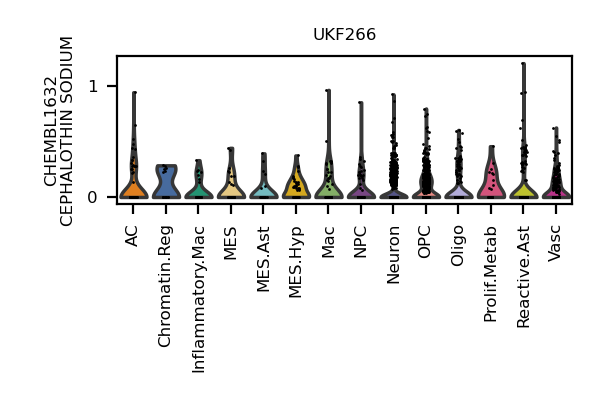 UKF266
CHEMBL1632
CEPHALOTHIN SODIUM
1
0
AC
Chromatin.Reg
Inflammatory.Mac
MES
MES.Ast
MES.Hyp
Mac
NPC
Neuron
OPC
Oligo
Prolif.Metab
Reactive.Ast
Vasc